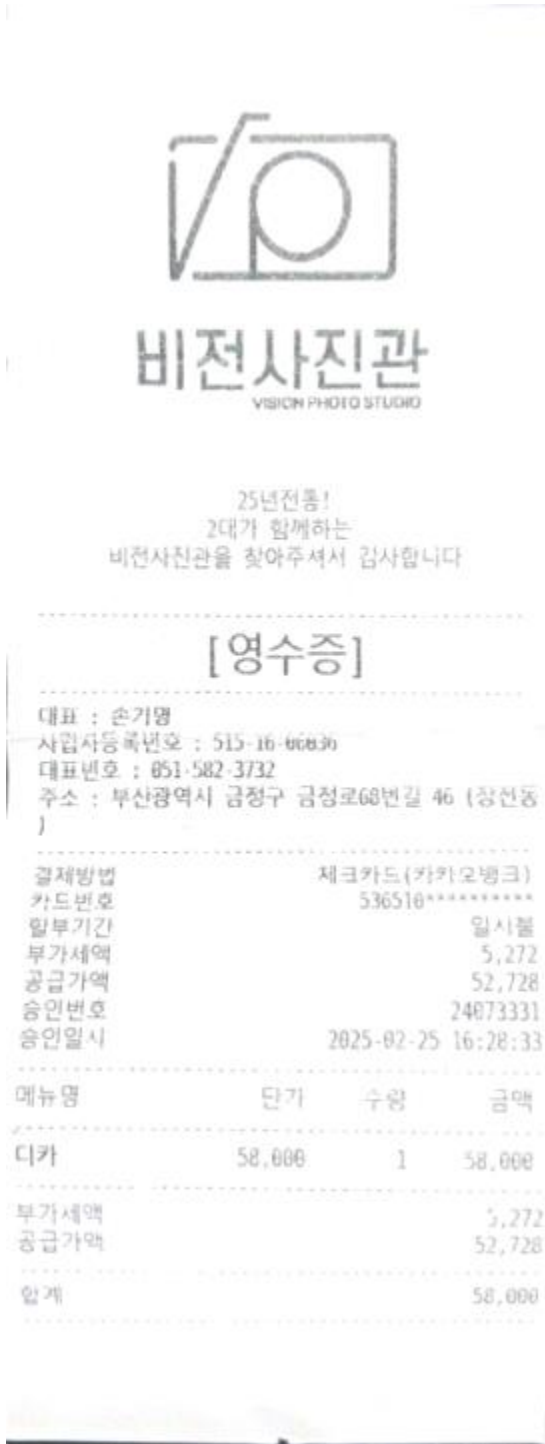 비전사진관
VISION PHOTO STUDIO
25년전통!
2대가 함께하는
비전사진관을 찾아주셔서 감사합니다
[영수증]
대표 : 손기명
사업자등록번호 : 515-16-00836
대표번호 : 051-582-3732
주소 : 부산광역시 금정구 금정로68번길 46 (장전동
)
결제방법 체크카드(카카오뱅크)
카드번호 536510**********
할부기간 일시불
부가세액 5,272
공급가액 52,728
승인번호 24073331
승인일시 2025-02-25 16:28:33
메뉴명 단가 수량 금액
디카 58,000 1 58,000
부가세액 5,272
공급가액 52,728
합계 58,000